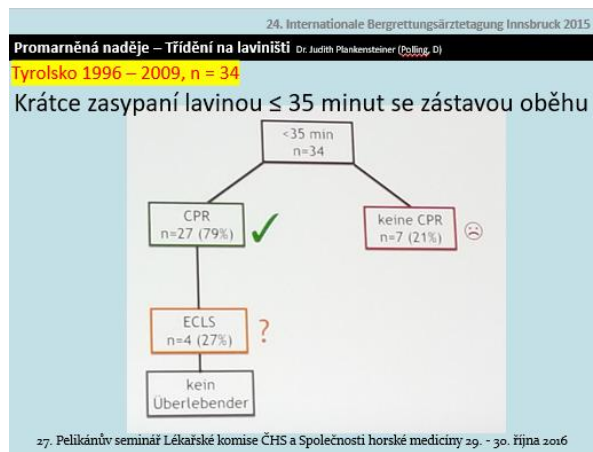 24. Internationale Bergrettungsärztetagung Innsbruck 2015
Promarněná naděje – Třídění na laviništi Dr. Judith Plankensteiner (Polling, D)
Tyrolsko 1996 – 2009, n = 34
Krátce zasypaní lavinou ≤ 35 minut se zástavou oběhu
<35 min
n=34
CPR
n=27 (79%)
keine CPR
n=7 (21%)
ECLS
n=4 (27%)
?
kein
Überlebender
27. Pelikánův seminář Lékařské komise ČHS a Společnosti horské medicíny 29. - 30. října 2016